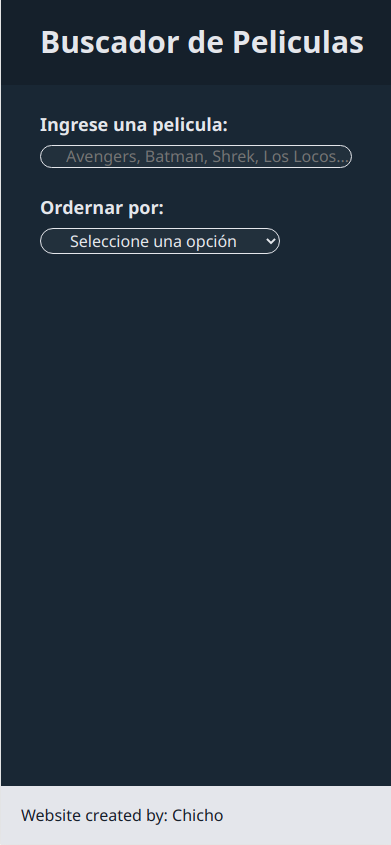 Buscador de Peliculas
Ingrese una pelicula:
Avengers, Batman, Shrek, Los Locos...
Ordernar por:
Seleccione una opción
Website created by: Chicho